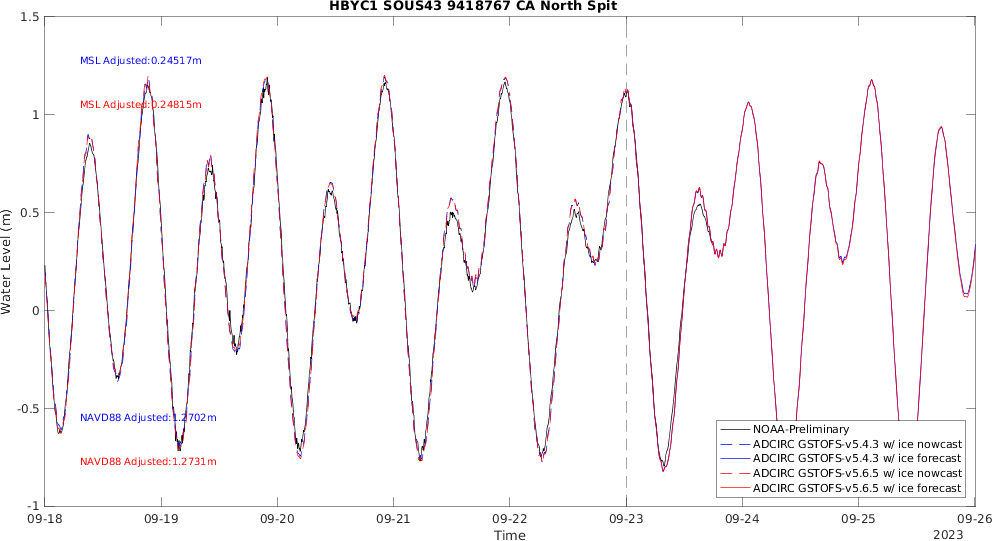 HBYC1 SOUS43 9418767 CA North Spit
1.5
MSL Adjusted:0.24517m
MSL Adjusted:0.24815m
1
0.5
Water Level (m)
0
-0.5
NAVD88 Adjusted:1.2702m
NAVD88 Adjusted:1.2731m
NOAA-Preliminary
ADCIRC GSTOFS-v5.4.3 w/ ice nowcast
ADCIRC GSTOFS-v5.4.3 w/ ice forecast
ADCIRC GSTOFS-v5.6.5 w/ ice nowcast
ADCIRC GSTOFS-v5.6.5 w/ ice forecast
-1
09-18 09-19 09-20 09-21 09-22 09-23 09-24 09-25 09-26
Time
2023